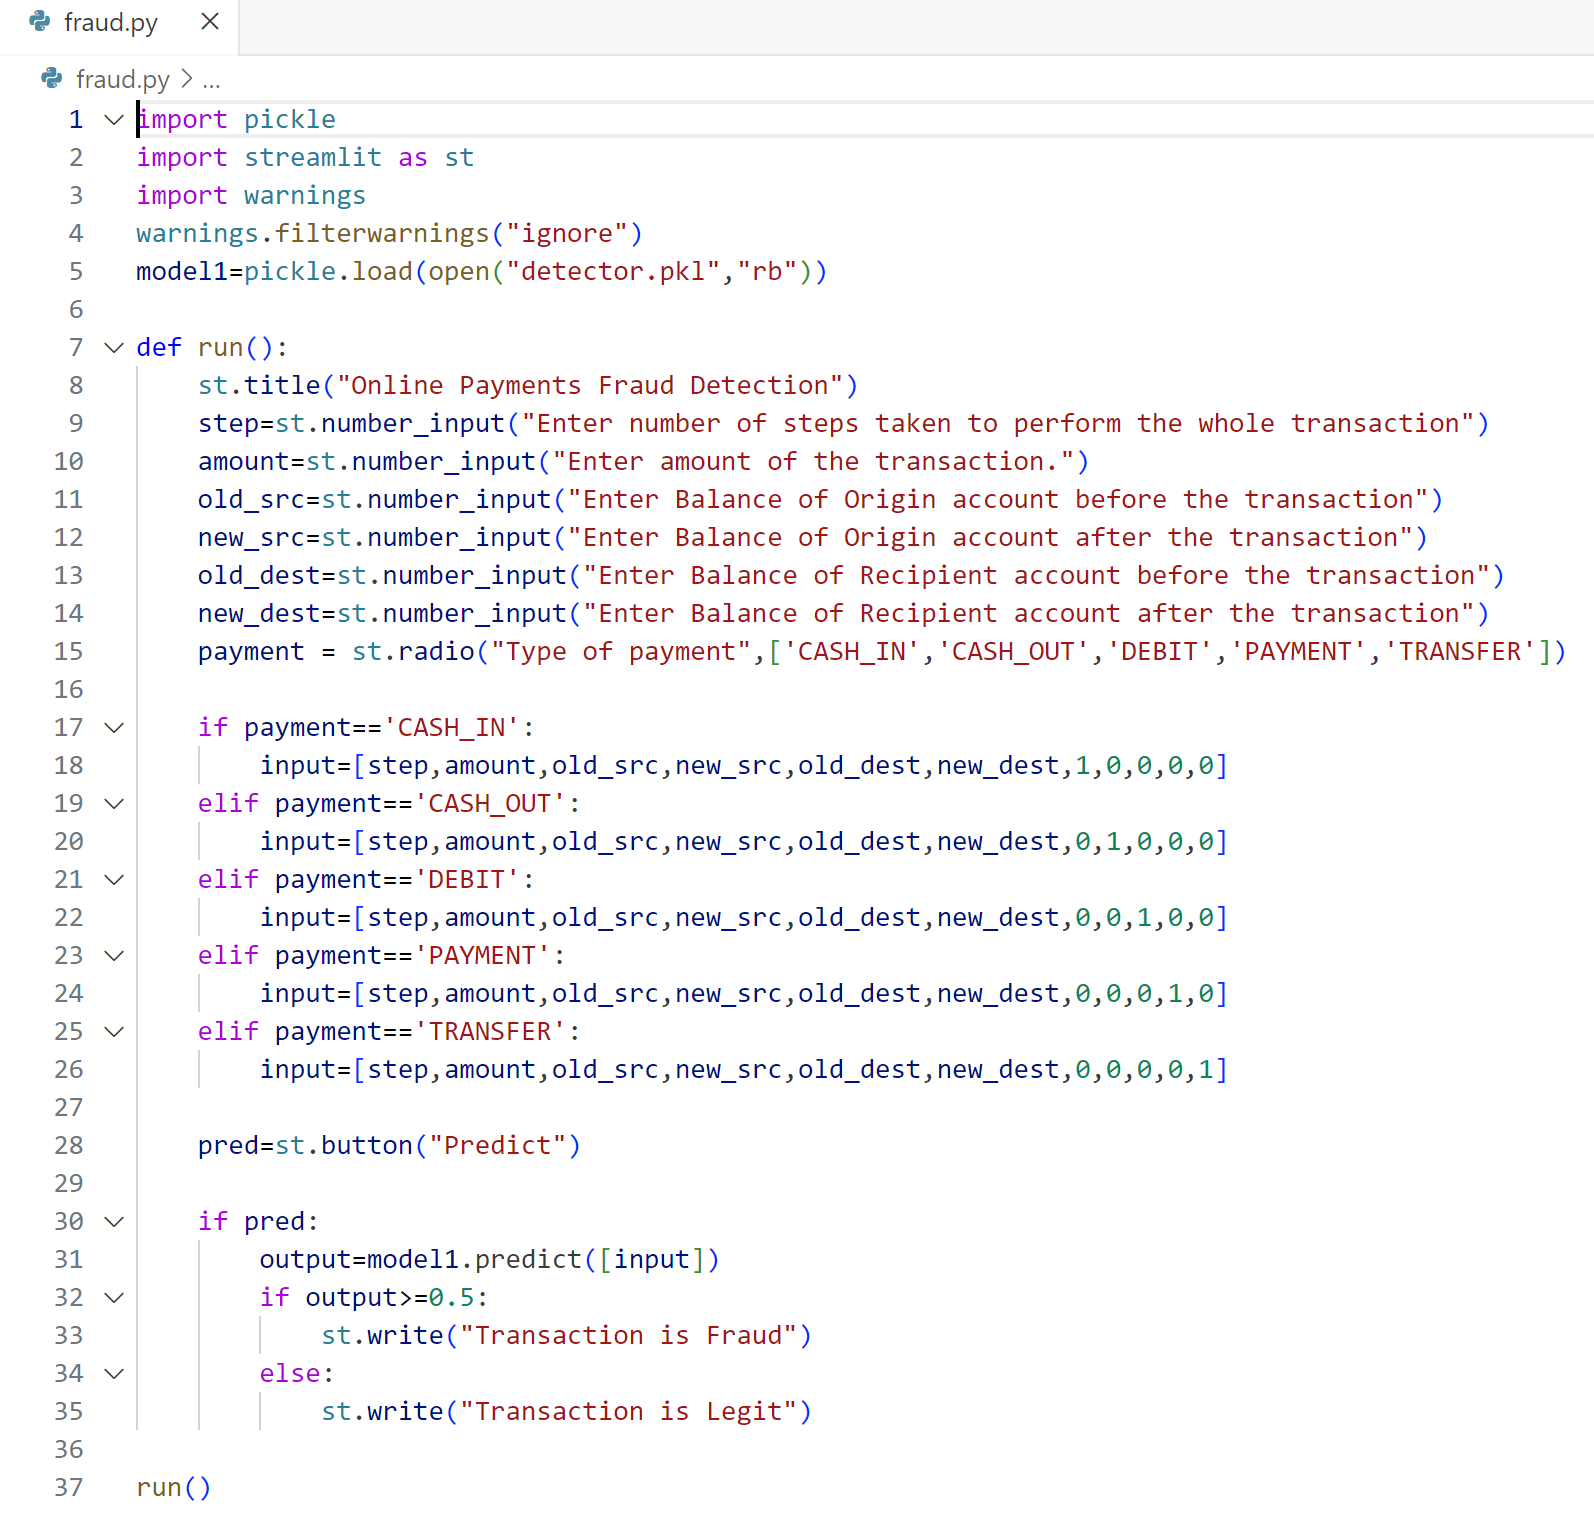 fraud.py
fraud.py > ...
1 import pickle
2 import streamlit as st
3 import warnings
4 warnings.filterwarnings("ignore")
5 model1=pickle.load(open("detector.pkl","rb"))
6
7 def run():
8     st.title("Online Payments Fraud Detection")
9     step=st.number_input("Enter number of steps taken to perform the whole transaction")
10     amount=st.number_input("Enter amount of the transaction.")
11     old_src=st.number_input("Enter Balance of Origin account before the transaction")
12     new_src=st.number_input("Enter Balance of Origin account after the transaction")
13     old_dest=st.number_input("Enter Balance of Recipient account before the transaction")
14     new_dest=st.number_input("Enter Balance of Recipient account after the transaction")
15     payment = st.radio("Type of payment",['CASH_IN','CASH_OUT','DEBIT','PAYMENT','TRANSFER'])
16
17     if payment=='CASH_IN':
18         input=[step,amount,old_src,new_src,old_dest,new_dest,1,0,0,0,0]
19     elif payment=='CASH_OUT':
20         input=[step,amount,old_src,new_src,old_dest,new_dest,0,1,0,0,0]
21     elif payment=='DEBIT':
22         input=[step,amount,old_src,new_src,old_dest,new_dest,0,0,1,0,0]
23     elif payment=='PAYMENT':
24         input=[step,amount,old_src,new_src,old_dest,new_dest,0,0,0,1,0]
25     elif payment=='TRANSFER':
26         input=[step,amount,old_src,new_src,old_dest,new_dest,0,0,0,0,1]
27
28     pred=st.button("Predict")
29
30     if pred:
31         output=model1.predict([input])
32         if output>=0.5:
33             st.write("Transaction is Fraud")
34         else:
35             st.write("Transaction is Legit")
36
37 run()